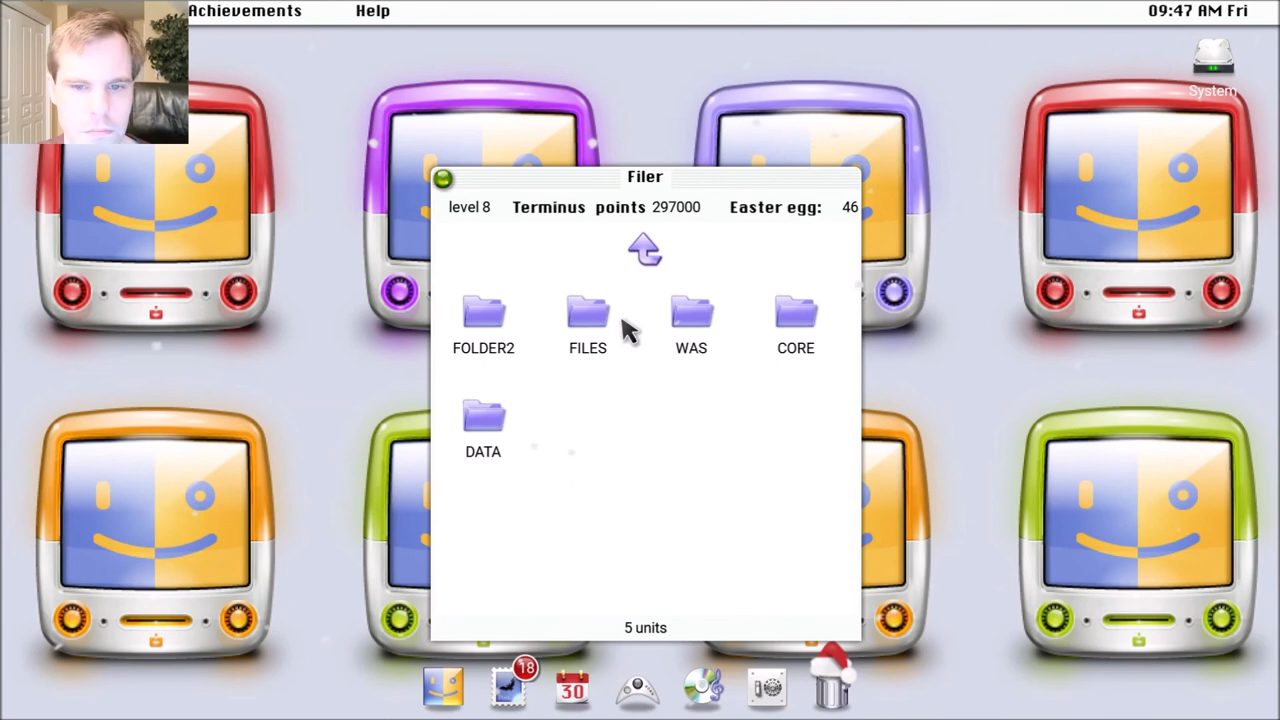 Achievements Help 09:47 AM Fri
System
Filer
level 8 Terminus points 297000 Easter egg: 46
FOLDER2 FILES WAS CORE
DATA
5 units
18
30